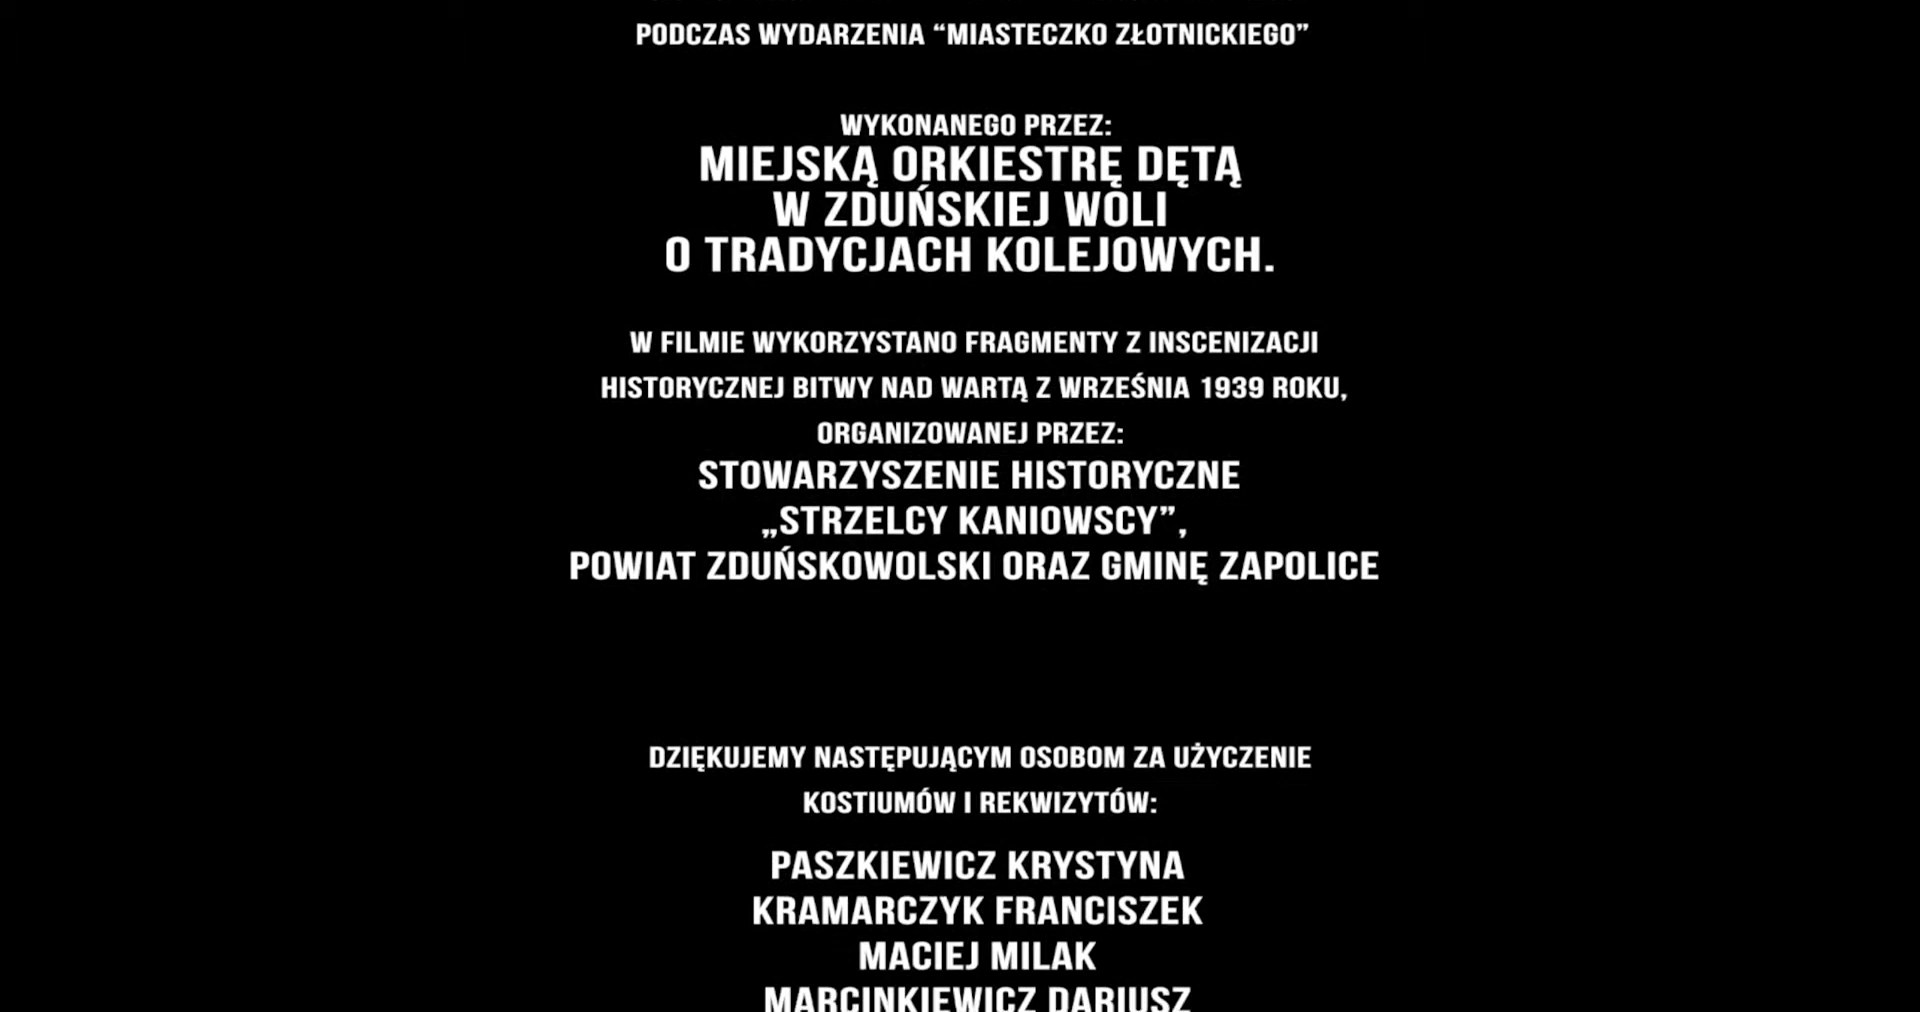 PODCZAS WYDARZENIA “MIASTECZKO ZŁOTNICKIEGO”
WYKONANEGO PRZEZ:
MIEJSKĄ ORKIESTRĘ DĘTĄ
W ZDUŃSKIEJ WOLI
O TRADYCJACH KOLEJOWYCH.
W FILMIE WYKORZYSTANO FRAGMENTY Z INSCENIZACJI
HISTORYCZNEJ BITWY NAD WARTĄ Z WRZEŚNIA 1939 ROKU,
ORGANIZOWANEJ PRZEZ:
STOWARZYSZENIE HISTORYCZNE
„STRZELCY KANIOWSCY”,
POWIAT ZDUŃSKOWOLSKI ORAZ GMINĘ ZAPOLICE
DZIĘKUJEMY NASTĘPUJĄCYM OSOBOM ZA UŻYCZENIE
KOSTIUMÓW I REKWIZYTÓW:
PASZKIEWICZ KRYSTYNA
KRAMARCZYK FRANCISZEK
MACIEJ MILAK
MARCINKIEWICZ DARIUSZ